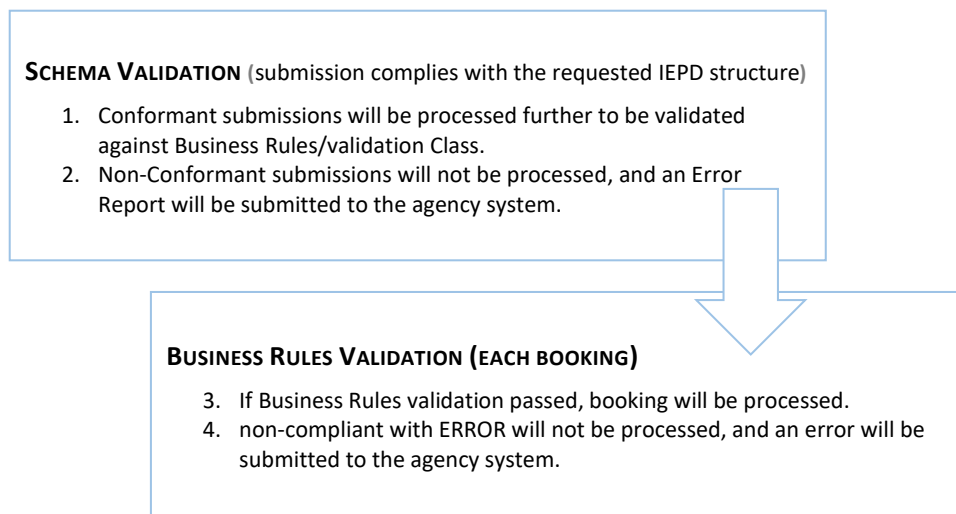 SCHEMA VALIDATION (submission complies with the requested IEPD structure)
1. Conformant submissions will be processed further to be validated
against Business Rules/validation Class.
2. Non-Conformant submissions will not be processed, and an Error
Report will be submitted to the agency system.
BUSINESS RULES VALIDATION (EACH BOOKING)
3. If Business Rules validation passed, booking will be processed.
4. non-compliant with ERROR will not be processed, and an error will be
submitted to the agency system.